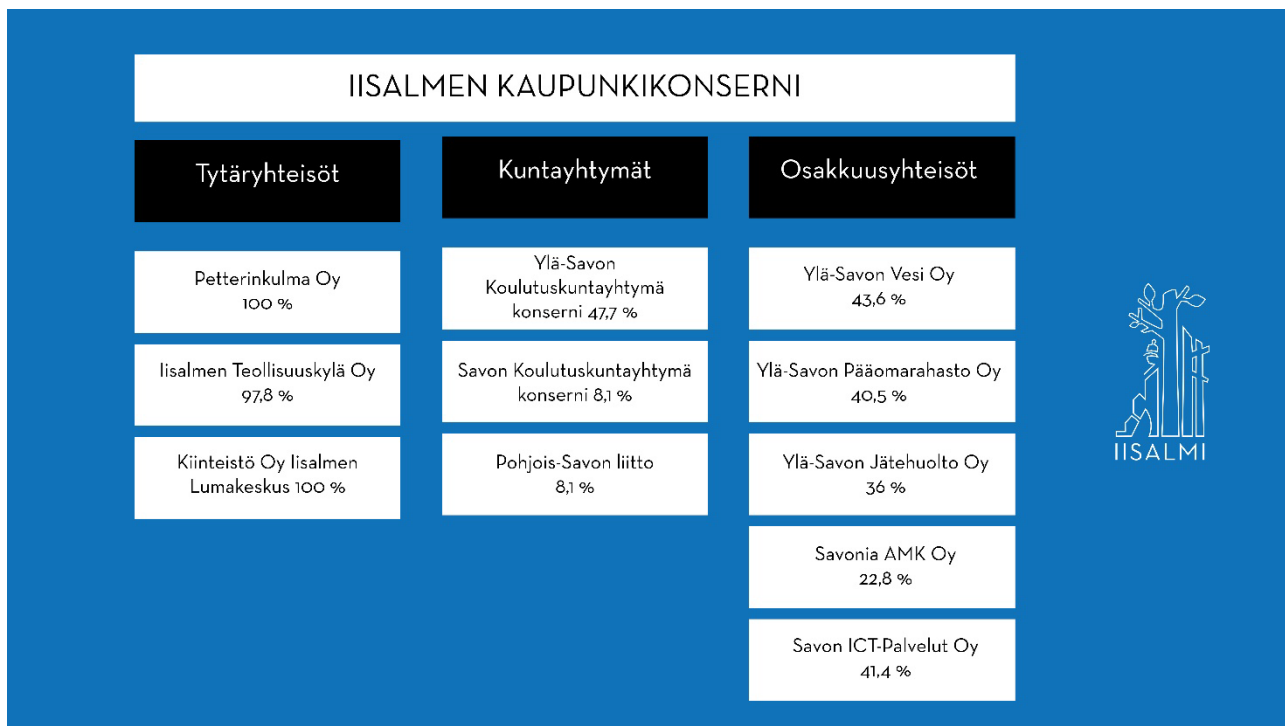 IISALMEN KAUPUNKIKONSERNI
Tytäryhteisöt
Petterinkulma Oy
100 %
Iisalmen Teollisuuskylä Oy
97,8 %
Kiinteistö Oy Iisalmen
Lumakeskus 100 %
Kuntayhtymät
Ylä-Savon
Koulutuskuntayhtymä
konserni 47,7 %
Savon Koulutuskuntayhtymä
konserni 8,1 %
Pohjois-Savon liitto
8,1 %
Osakkuusyhteisöt
Ylä-Savon Vesi Oy
43,6 %
Ylä-Savon Pääomarahasto Oy
40,5 %
Ylä-Savon Jätehuolto Oy
36 %
Savonia AMK Oy
22,8 %
Savon ICT-Palvelut Oy
41,4 %
IISALMI